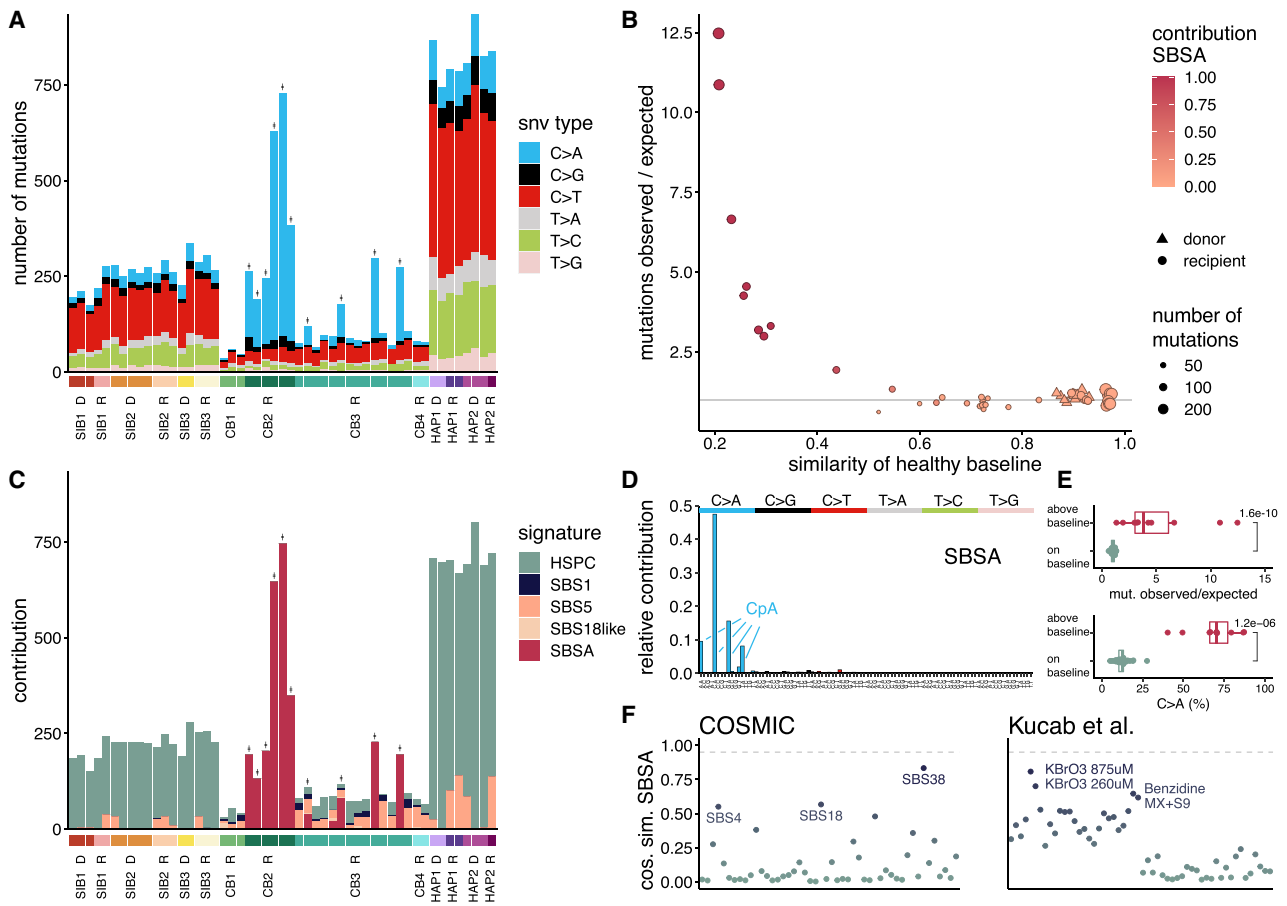 A
number of mutations
750
500
250
0
SIB1 D
SIB1 R
SIB2 D
SIB2 R
SIB3 D
SIB3 R
CB1 R
CB2 R
CB3 R
CB4 R
HAP1 D
HAP1 R
HAP2 D
HAP2 R
snv type
C>A
C>G
C>T
T>A
T>C
T>G
B
mutations observed / expected
12.5
10.0
7.5
5.0
2.5
0.2
0.4
0.6
0.8
1.0
similarity of healthy baseline
contribution
SBSA
1.00
0.75
0.50
0.25
0.00
donor
recipient
number of
mutations
50
100
200
C
contribution
750
500
250
0
SIB1 D
SIB1 R
SIB2 D
SIB2 R
SIB3 D
SIB3 R
CB1 R
CB2 R
CB3 R
CB4 R
HAP1 D
HAP1 R
HAP2 D
HAP2 R
signature
HSPC
SBS1
SBS5
SBS18like
SBSA
D
relative contribution
0.5
0.4
0.3
0.2
0.1
0.0
C>A
C>G
C>T
T>A
T>C
T>G
SBSA
CpA
E
above
baseline
on
baseline
1.6e-10
0
5
10
15
mut. observed/expected
above
baseline
on
baseline
1.2e-06
0
25
50
75
100
C>A (%)
F
COSMIC
cos. sim. SBSA
1.00
0.75
0.50
0.25
0.00
SBS4
SBS18
SBS38
Kucab et al.
KBrO3 875uM
KBrO3 260uM
Benzidine
MX+S9